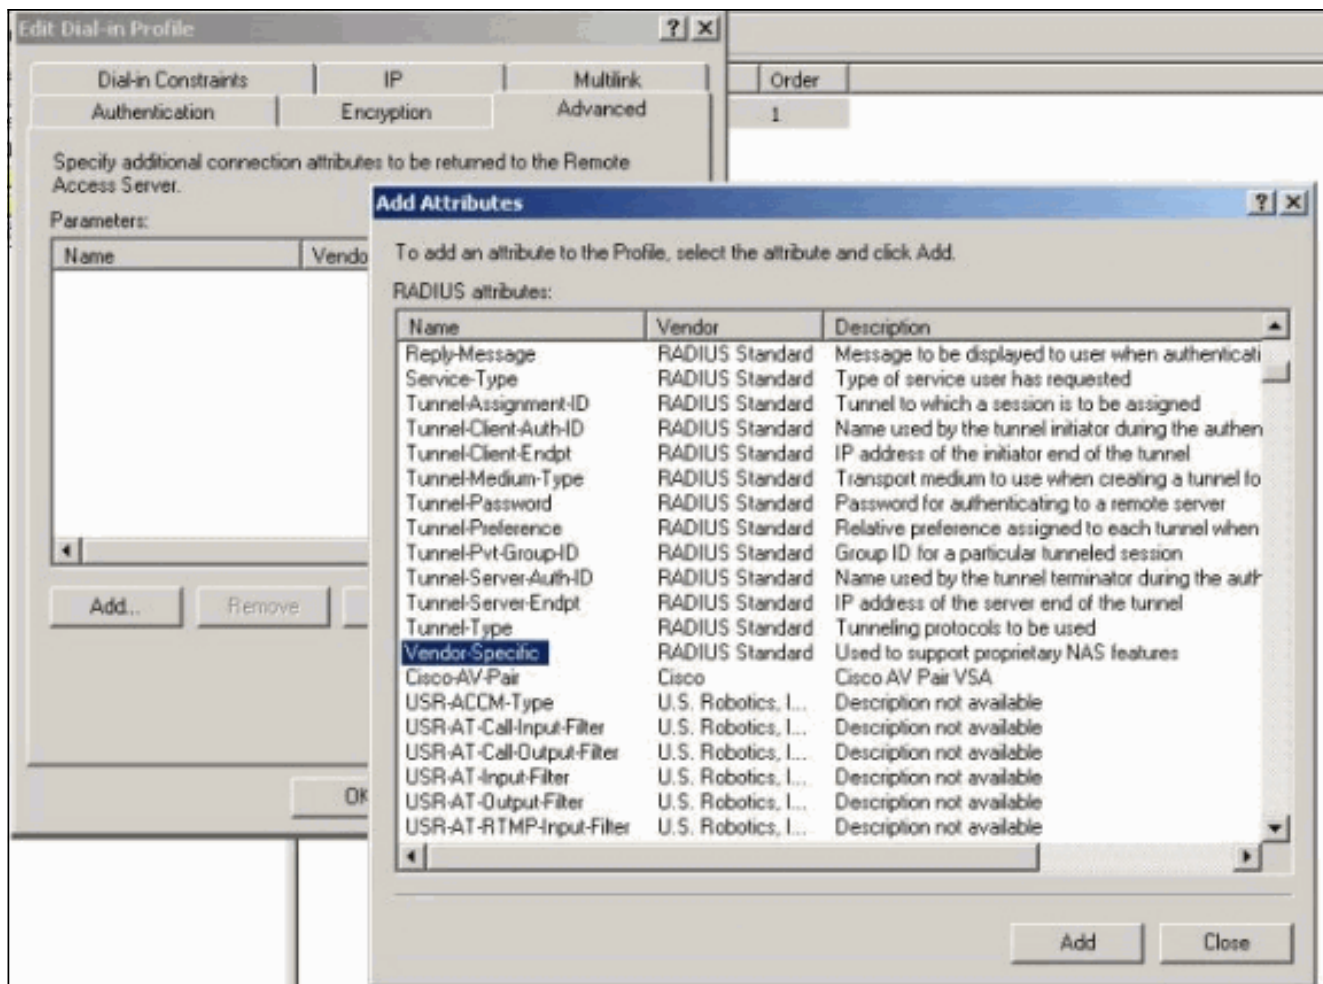 Edit Dial-in Profile
Dial-in Constraints IP Multilink
Authentication Encryption Advanced
Specify additional connection attributes to be returned to the Remote
Access Server.
Parameters:
Name Vendo
Add... Remove
OK
Order
1
Add Attributes
To add an attribute to the Profile, select the attribute and click Add.
RADIUS attributes:
Name Vendor Description
Reply-Message RADIUS Standard Message to be displayed to user when authenticati
Service-Type RADIUS Standard Type of service user has requested
Tunnel-Assignment-ID RADIUS Standard Tunnel to which a session is to be assigned
Tunnel-Client-Auth-ID RADIUS Standard Name used by the tunnel initiator during the authen
Tunnel-Client-Endpt RADIUS Standard IP address of the initiator end of the tunnel
Tunnel-Medium-Type RADIUS Standard Transport medium to use when creating a tunnel fo
Tunnel-Password RADIUS Standard Password for authenticating to a remote server
Tunnel-Preference RADIUS Standard Relative preference assigned to each tunnel when
Tunnel-Pvt-Group-ID RADIUS Standard Group ID for a particular tunneled session
Tunnel-Server-Auth-ID RADIUS Standard Name used by the tunnel terminator during the auth
Tunnel-Server-Endpt RADIUS Standard IP address of the server end of the tunnel
Tunnel-Type RADIUS Standard Tunneling protocols to be used
Vendor-Specific RADIUS Standard Used to support proprietary NAS features
Cisco-AV-Pair Cisco Cisco AV Pair VSA
USR-ACCM-Type U.S. Robotics, I... Description not available
USR-AT-Call-Input-Filter U.S. Robotics, I... Description not available
USR-AT-Call-Output-Filter U.S. Robotics, I... Description not available
USR-AT-Input-Filter U.S. Robotics, I... Description not available
USR-AT-Output-Filter U.S. Robotics, I... Description not available
USR-AT-RTMP-Input-Filter U.S. Robotics, I... Description not available
Add Close